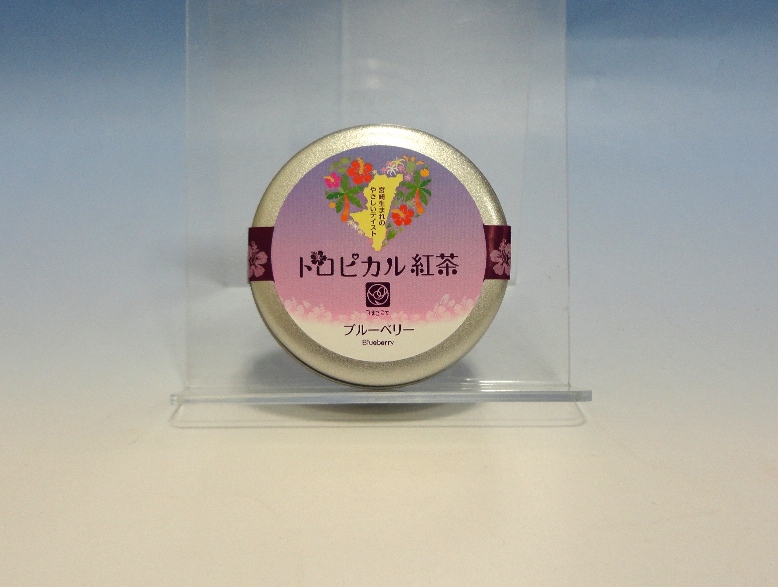 宮崎生まれの
やさしいテイスト
トロピカル紅茶
ブルーベリー
Blueberry